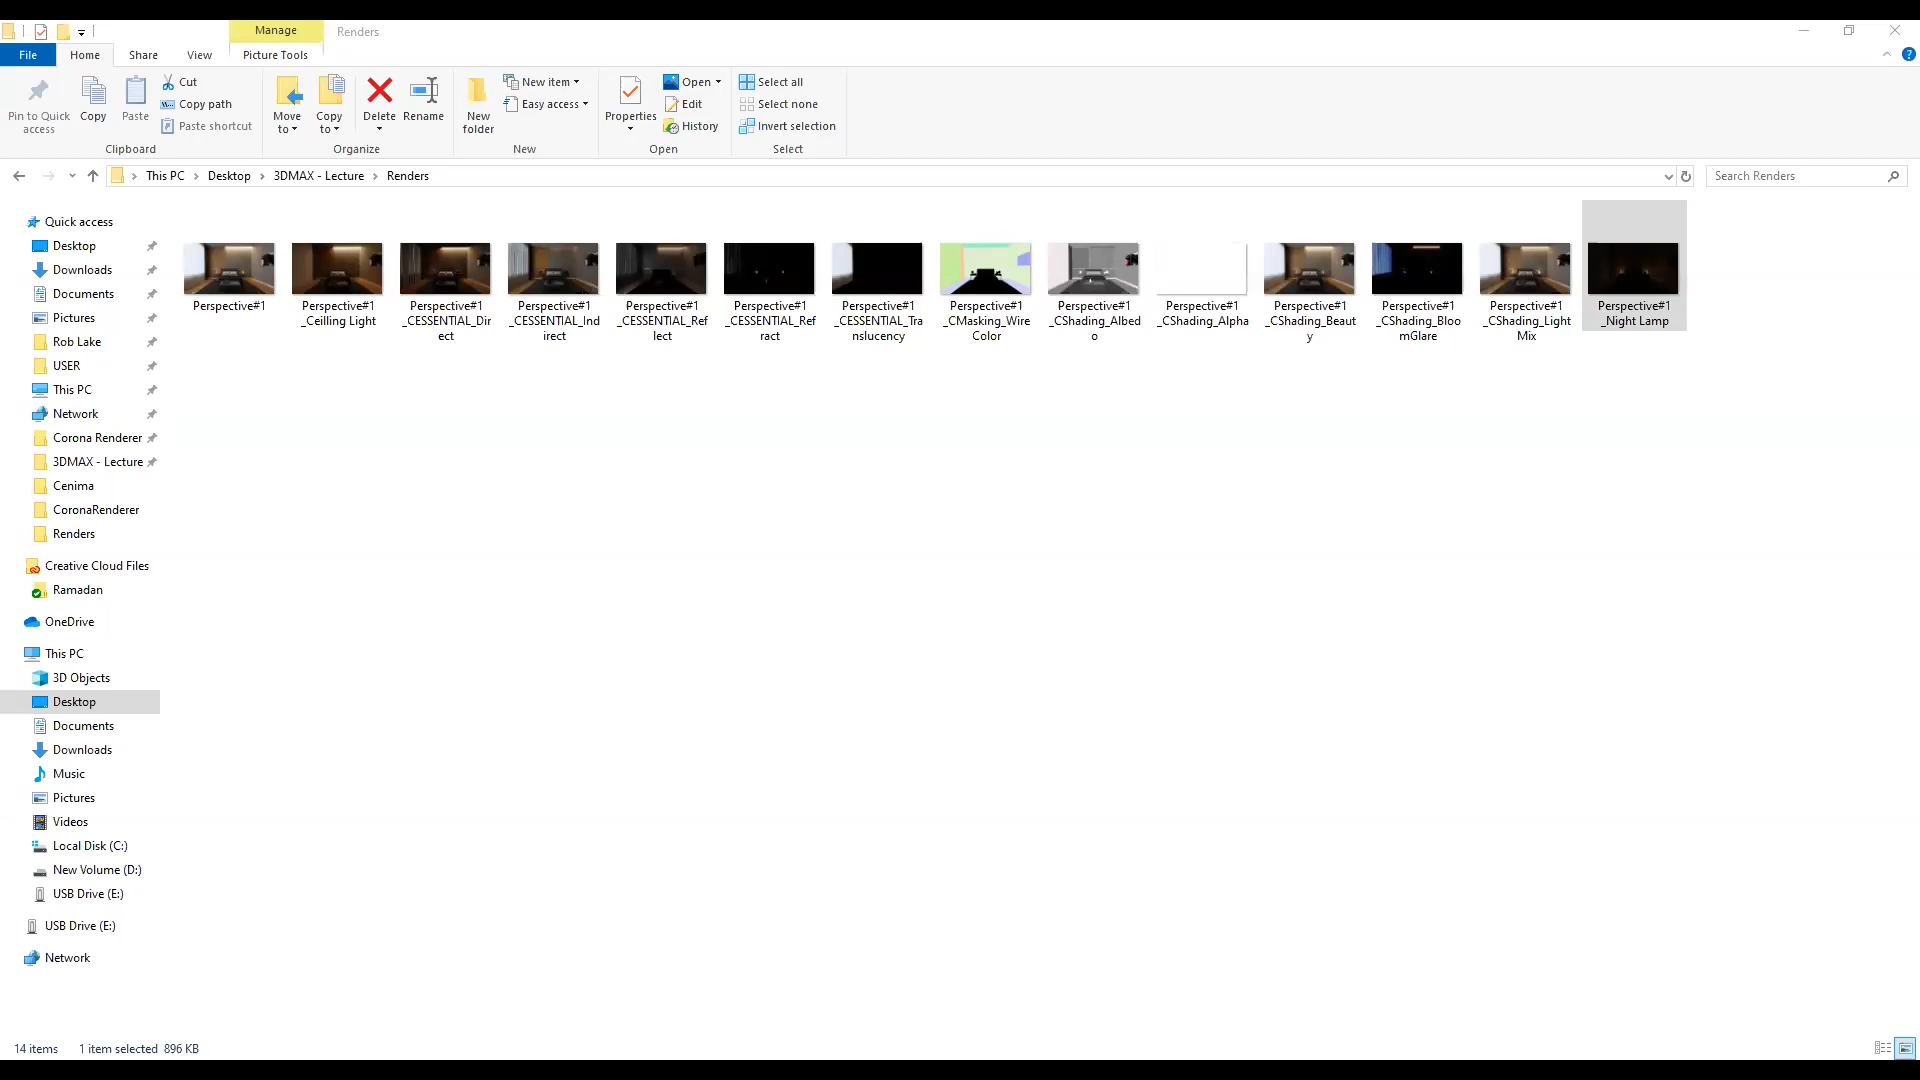 Manage
Renders
File
Home
Share
View
Picture Tools
Pin to Quick
access
Copy
Paste
Cut
Copy path
Paste shortcut
Clipboard
Move
to
Copy
to
Delete
Rename
Organize
New
folder
New item
Easy access
New
Properties
Open
Edit
History
Open
Select all
Select none
Invert selection
Select
This PC
Desktop
3DMAX - Lecture
Renders
Search Renders
Quick access
Desktop
Downloads
Documents
Pictures
Rob Lake
USER
This PC
Network
Corona Renderer
3DMAX - Lecture
Cenima
CoronaRenderer
Renders
Creative Cloud Files
Ramadan
OneDrive
This PC
3D Objects
Desktop
Documents
Downloads
Music
Pictures
Videos
Local Disk (C:)
New Volume (D:)
USB Drive (E:)
USB Drive (E:)
Network
Perspective#1
Perspective#1
_Ceilling Light
Perspective#1
_CESSENTIAL_Dir
ect
Perspective#1
_CESSENTIAL_Ind
irect
Perspective#1
_CESSENTIAL_Ref
lect
Perspective#1
_CESSENTIAL_Ref
ract
Perspective#1
_CESSENTIAL_Tra
nslucency
Perspective#1
_CMasking_Wire
Color
Perspective#1
_CShading_Albed
o
Perspective#1
_CShading_Alpha
Perspective#1
_CShading_Beaut
y
Perspective#1
_CShading_Bloo
mGlare
Perspective#1
_CShading_Light
Mix
Perspective#1
_Night Lamp
14 items
1 item selected 896 KB